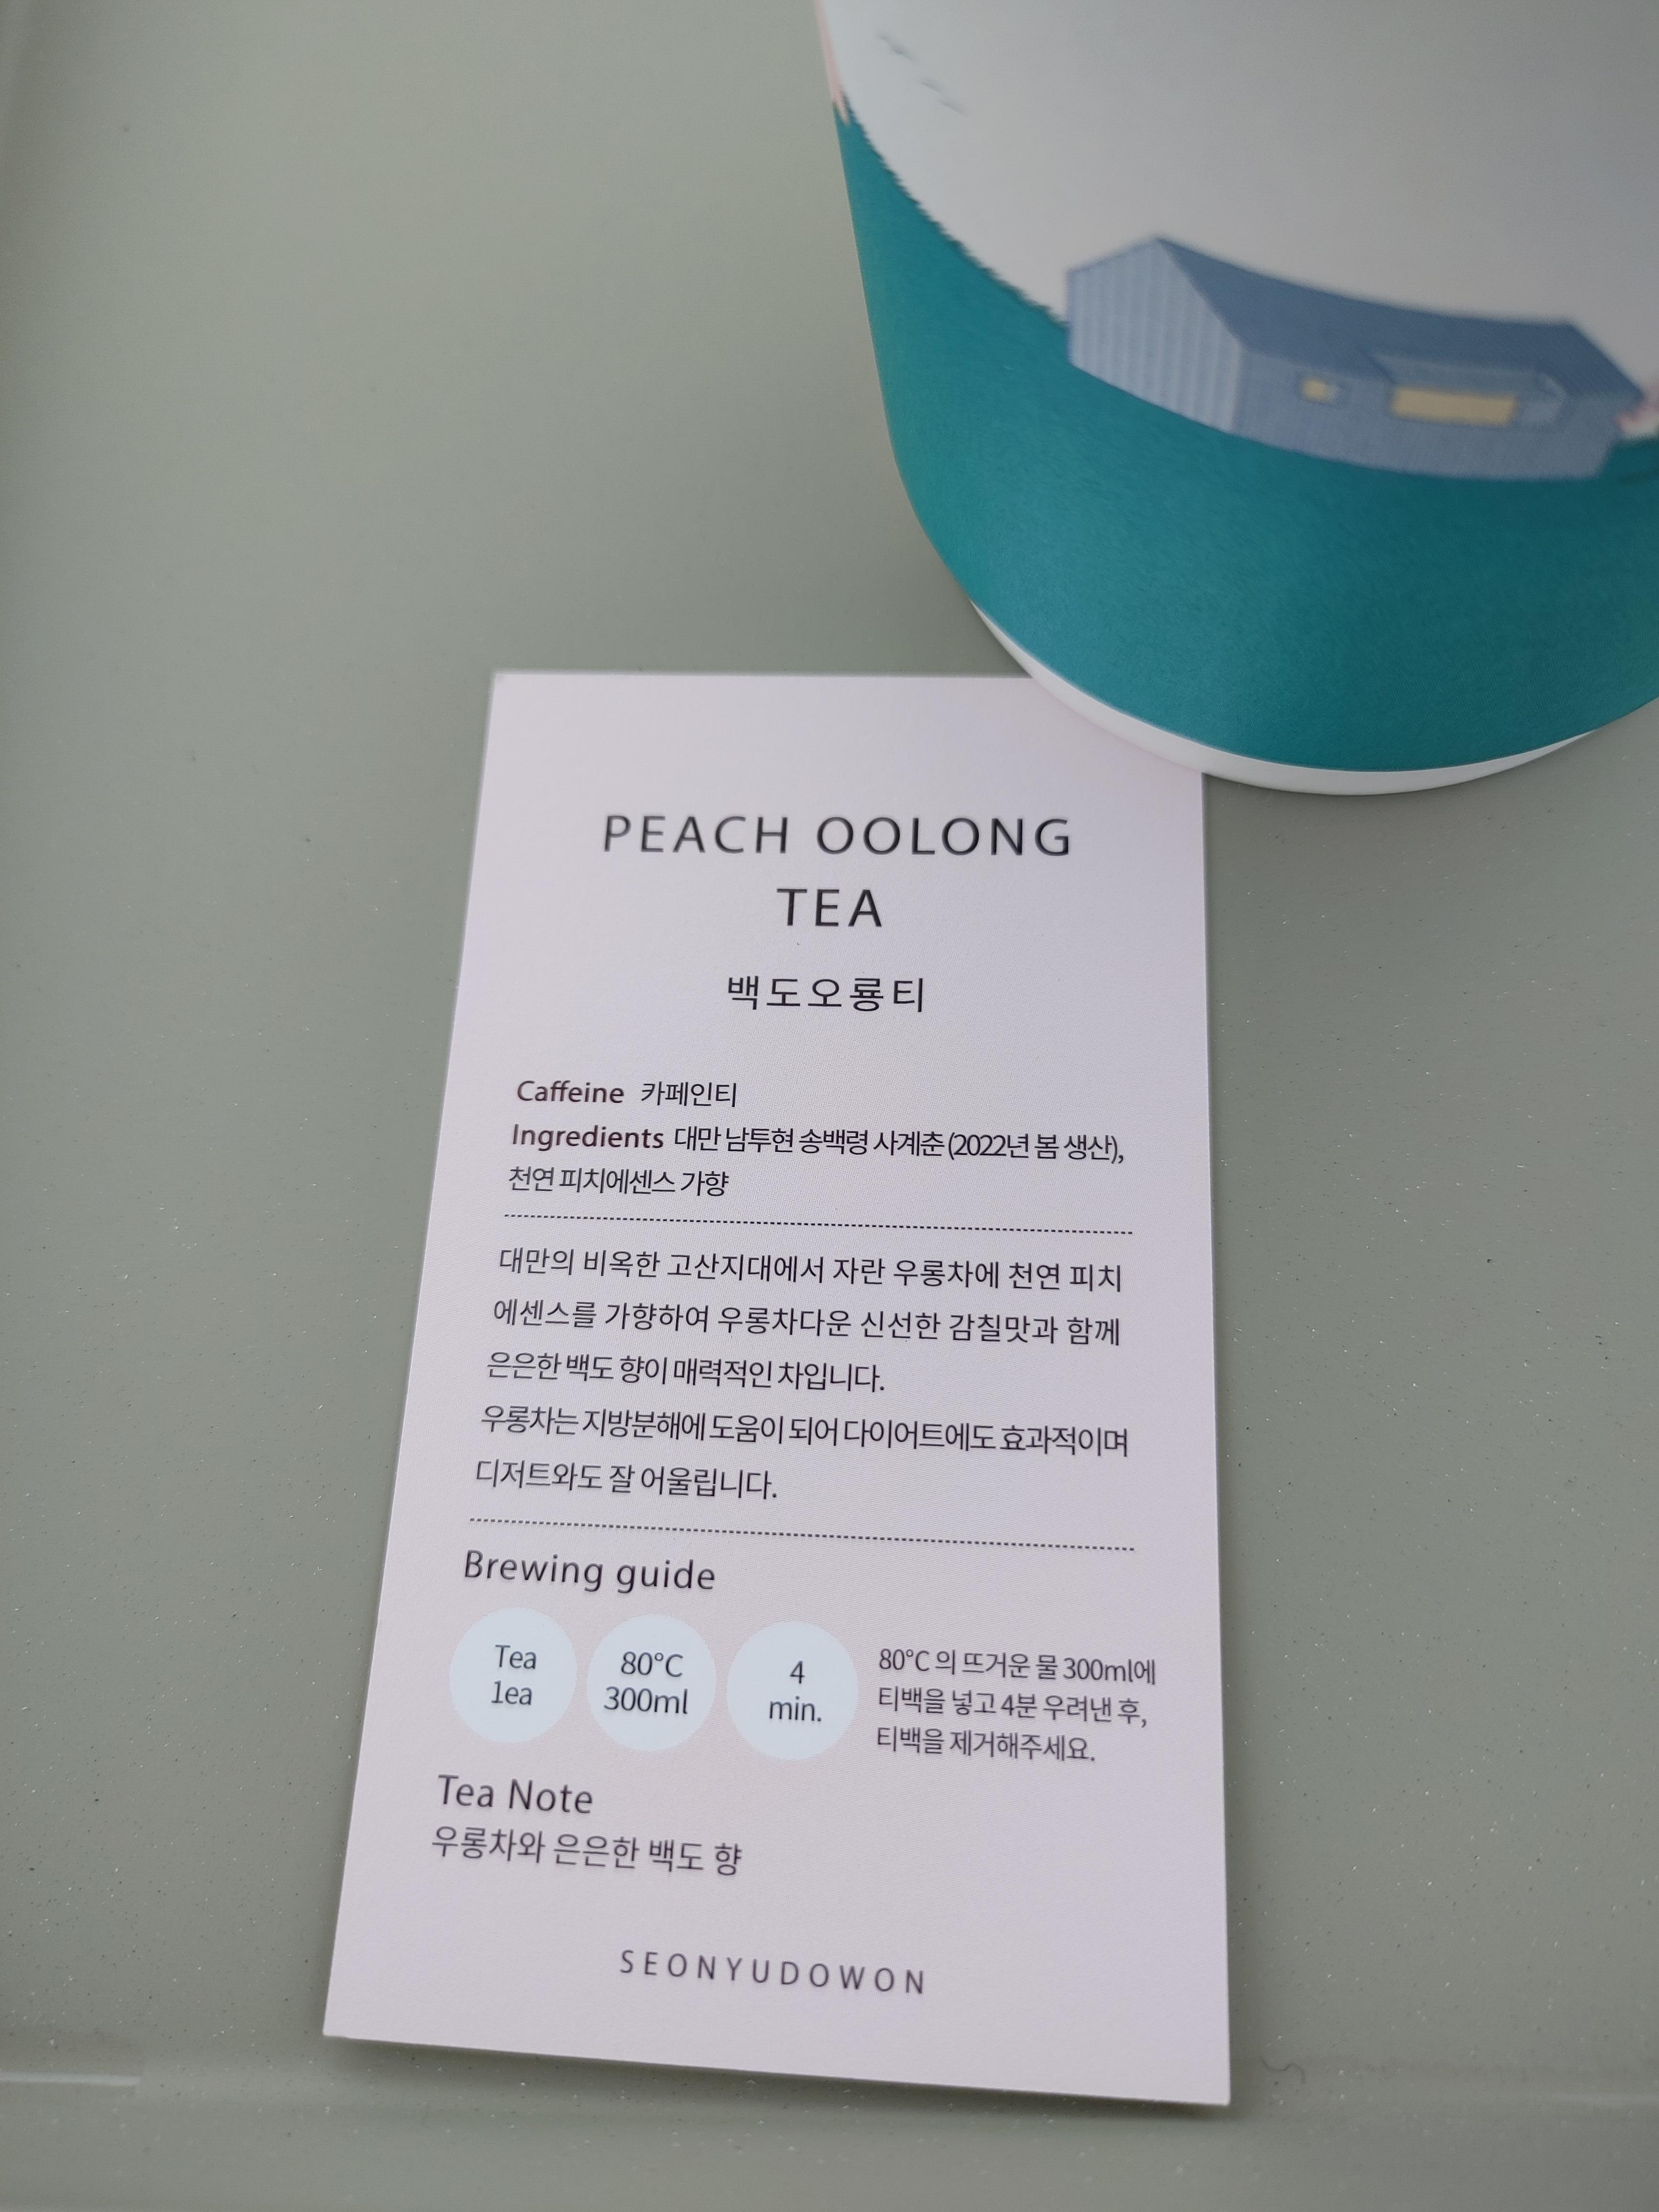 PEACH OOLONG
TEA
백도오룡티
Caffeine 카페인티
Ingredients 대만 남투현 송백령 사계춘 (2022년 봄 생산),
천연 피치에센스 가향
대만의 비옥한 고산지대에서 자란 우롱차에 천연 피치
에센스를 가향하여 우롱차다운 신선한 감칠맛과 함께
은은한 백도 향이 매력적인 차입니다.
우롱차는 지방분해에 도움이 되어 다이어트에도 효과적이며
디저트와도 잘 어울립니다.
Brewing guide
Tea
1ea
80°C
300ml
4
min.
80°C 의 뜨거운 물 300ml에
티백을 넣고 4분 우려낸 후,
티백을 제거해주세요.
Tea Note
우롱차와 은은한 백도 향
SEONYUDOWON